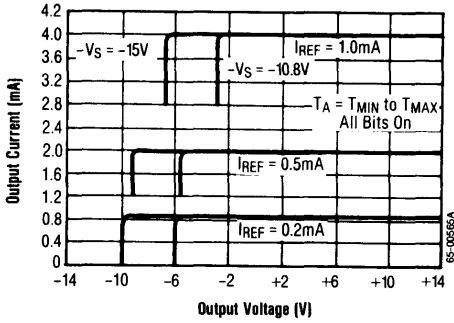 4.2
4.0
3.6
3.2
2.8
2.4
2.0
1.6
1.2
0.8
0.4
0
Output Current (mA)
–VS = –15V
–VS = –10.8V
IREF = 1.0mA
TA = TMIN to TMAX
All Bits On
IREF = 0.5mA
IREF = 0.2mA
–14 –10 –6 –2 +2 +6 +10 +14
Output Voltage (V)
65-00565A